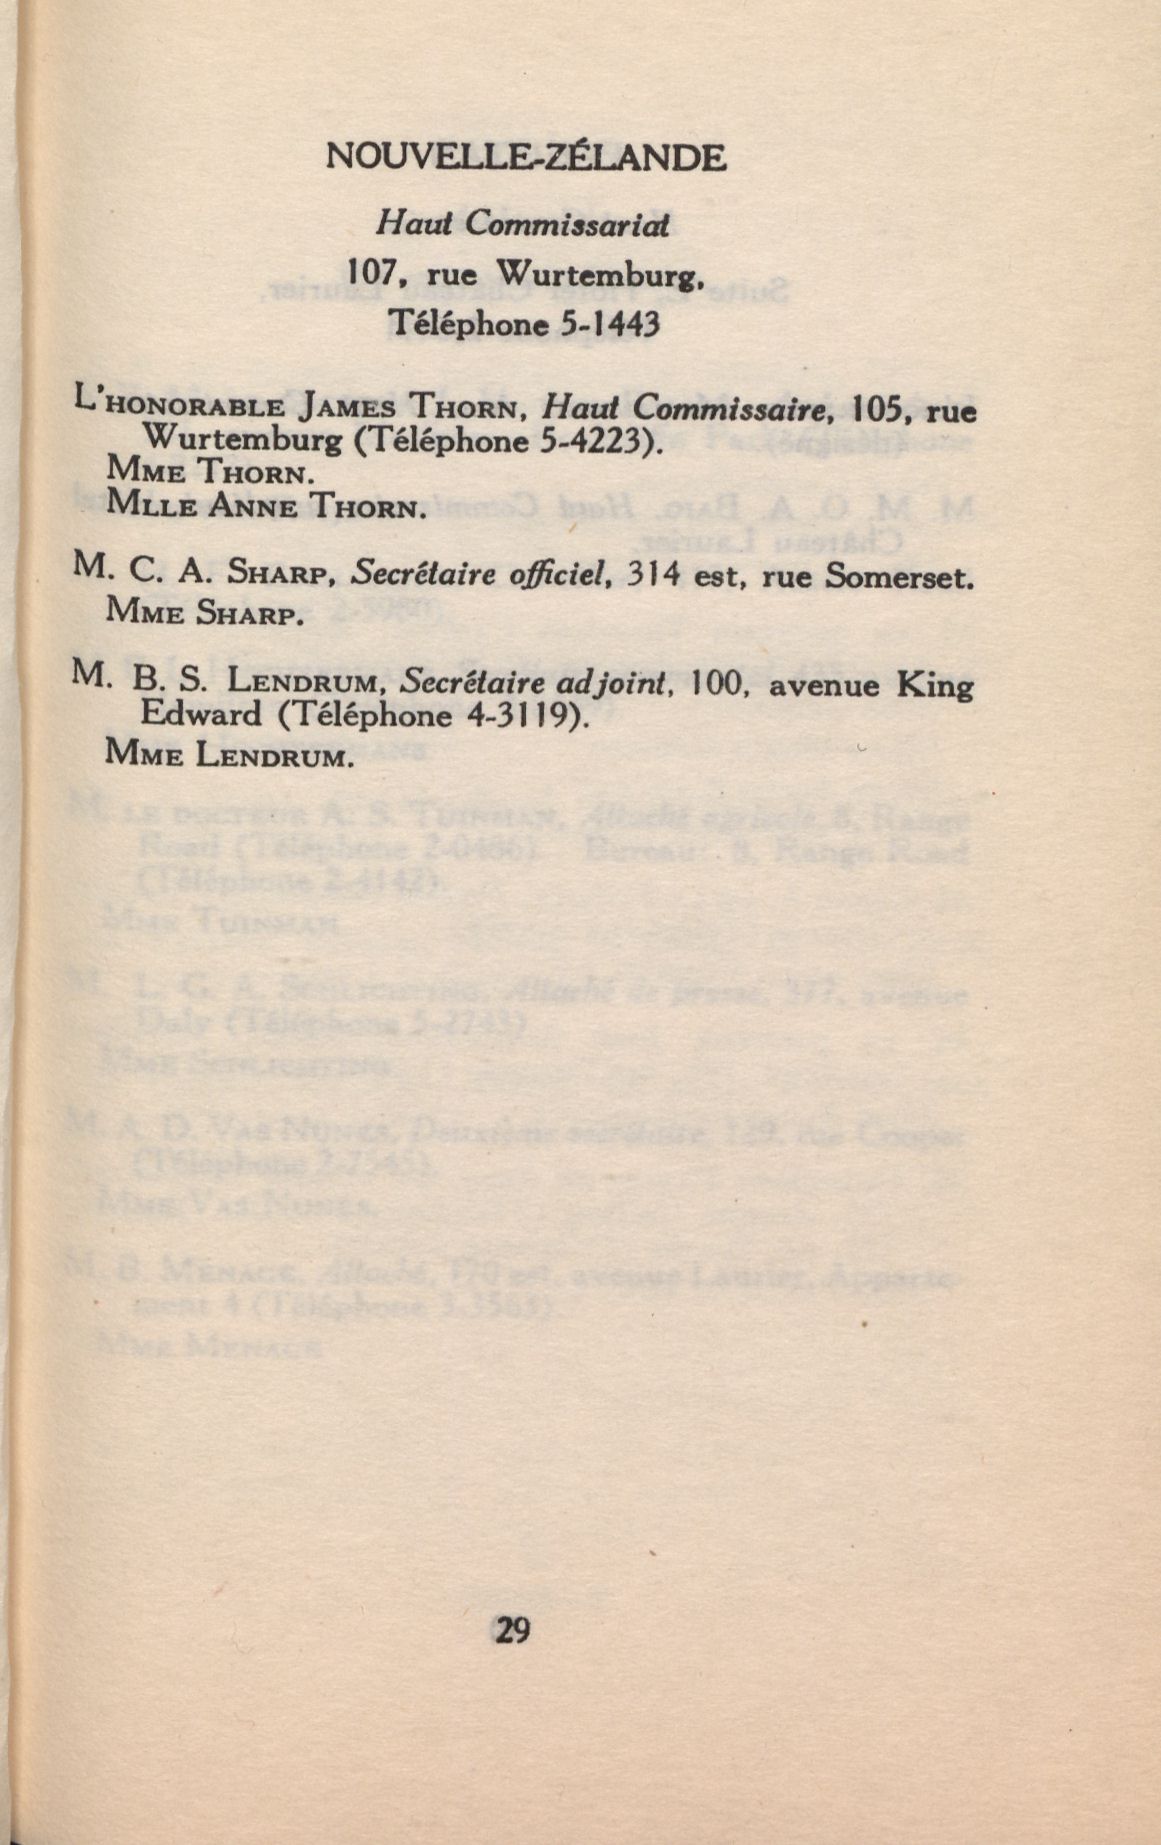 NOUVELLE-ZÉLANDE
Haut Commissariat
107, rue Wurtemburg,
Téléphone 5-1443
L'HONORABLE JAMES THORN, Haut Commissaire, 105, rue
Wurtemburg (Téléphone 5-4223).
MME THORN.
MLLE ANNE THORN.
M. C. A. SHARP, Secrétaire officiel, 314 est, rue Somerset.
MME SHARP.
M. B. S. LENDRUM, Secrétaire adjoint, 100, avenue King
Edward (Téléphone 4-3119).
MME LENDRUM.
29